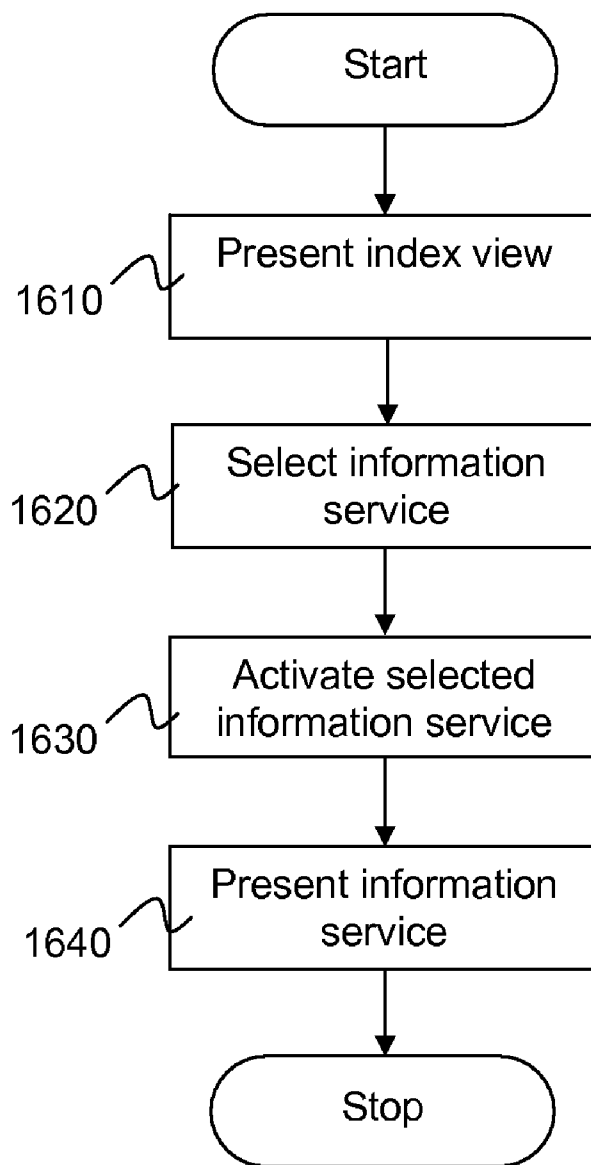 Start
Present index view
1610
Select information
service
1620
Activate selected
information service
1630
Present information
service
1640
Stop